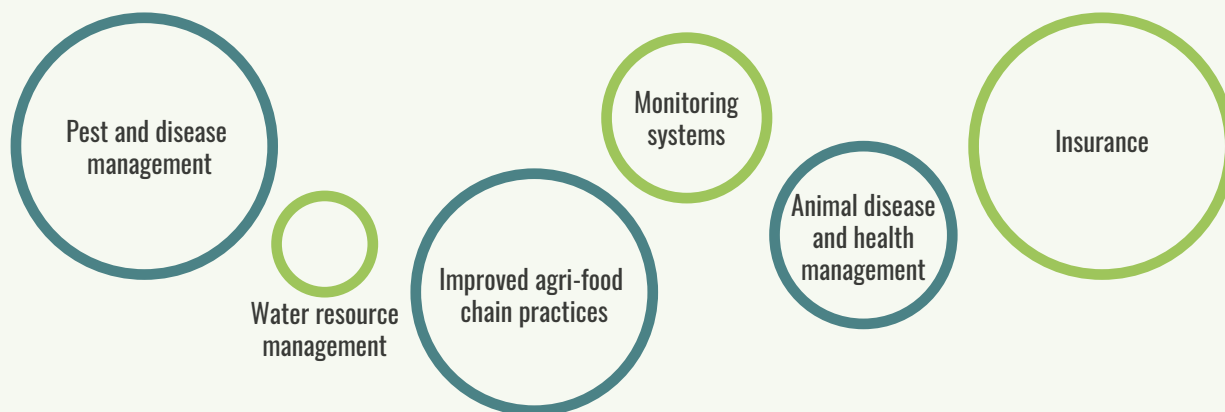 Pest and disease
management
Water resource
management
Improved agri-food
chain practices
Monitoring
systems
Animal disease
and health
management
Insurance